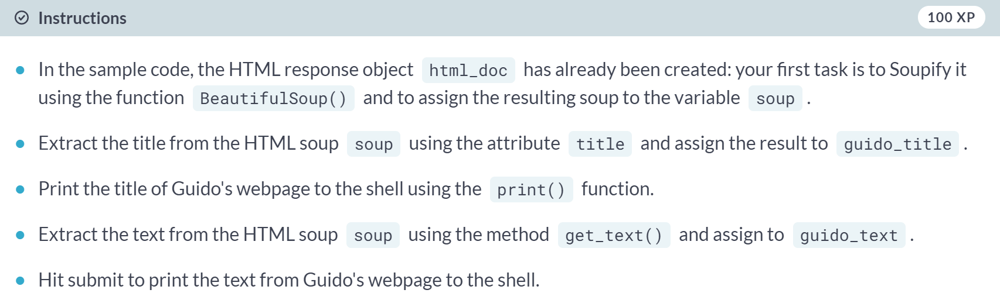 Instructions
100 XP
In the sample code, the HTML response object html_doc has already been created: your first task is to Soupify it
using the function BeautifulSoup() and to assign the resulting soup to the variable soup .
Extract the title from the HTML soup soup using the attribute title and assign the result to guido_title .
Print the title of Guido's webpage to the shell using the print() function.
Extract the text from the HTML soup soup using the method get_text() and assign to guido_text .
Hit submit to print the text from Guido's webpage to the shell.